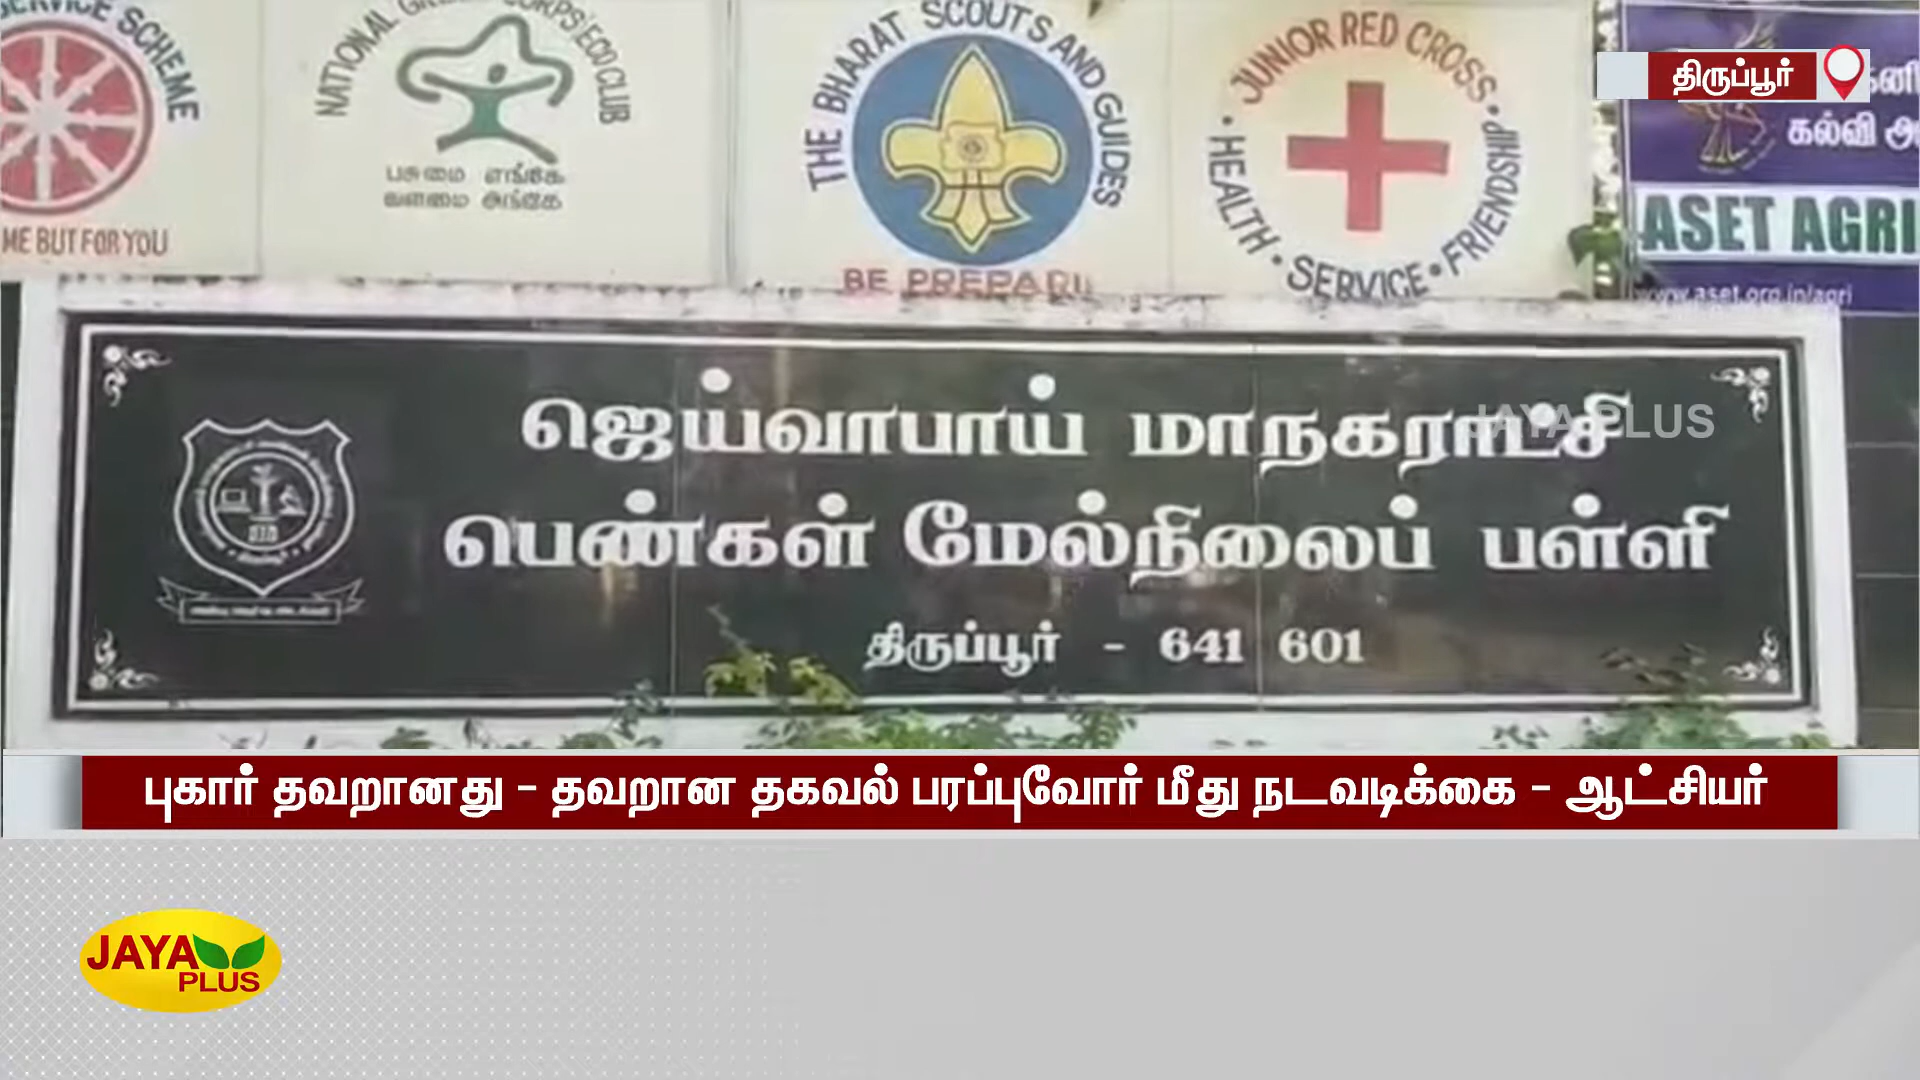 SERVICE SCHEME
ME BUT FOR YOU
NATIONAL GREEN CORPS ECO CLUB
பசுமை எங்கே
வளமை அங்கே
THE BHARAT SCOUTS AND GUIDES
BE PREPARE
JUNIOR RED CROSS
HEALTH • SERVICE • FRIENDSHIP
திருப்பூர்
கல்வி
ASET AGRI
www.aset.org.in/agri
ஜெய்வாபாய் மாநகராட்சி
JAYA PLUS
பெண்கள் மேல்நிலைப் பள்ளி
திருப்பூர் - 641 601
புகார் தவறானது - தவறான தகவல் பரப்புவோர் மீது நடவடிக்கை - ஆட்சியர்
JAYA
PLUS